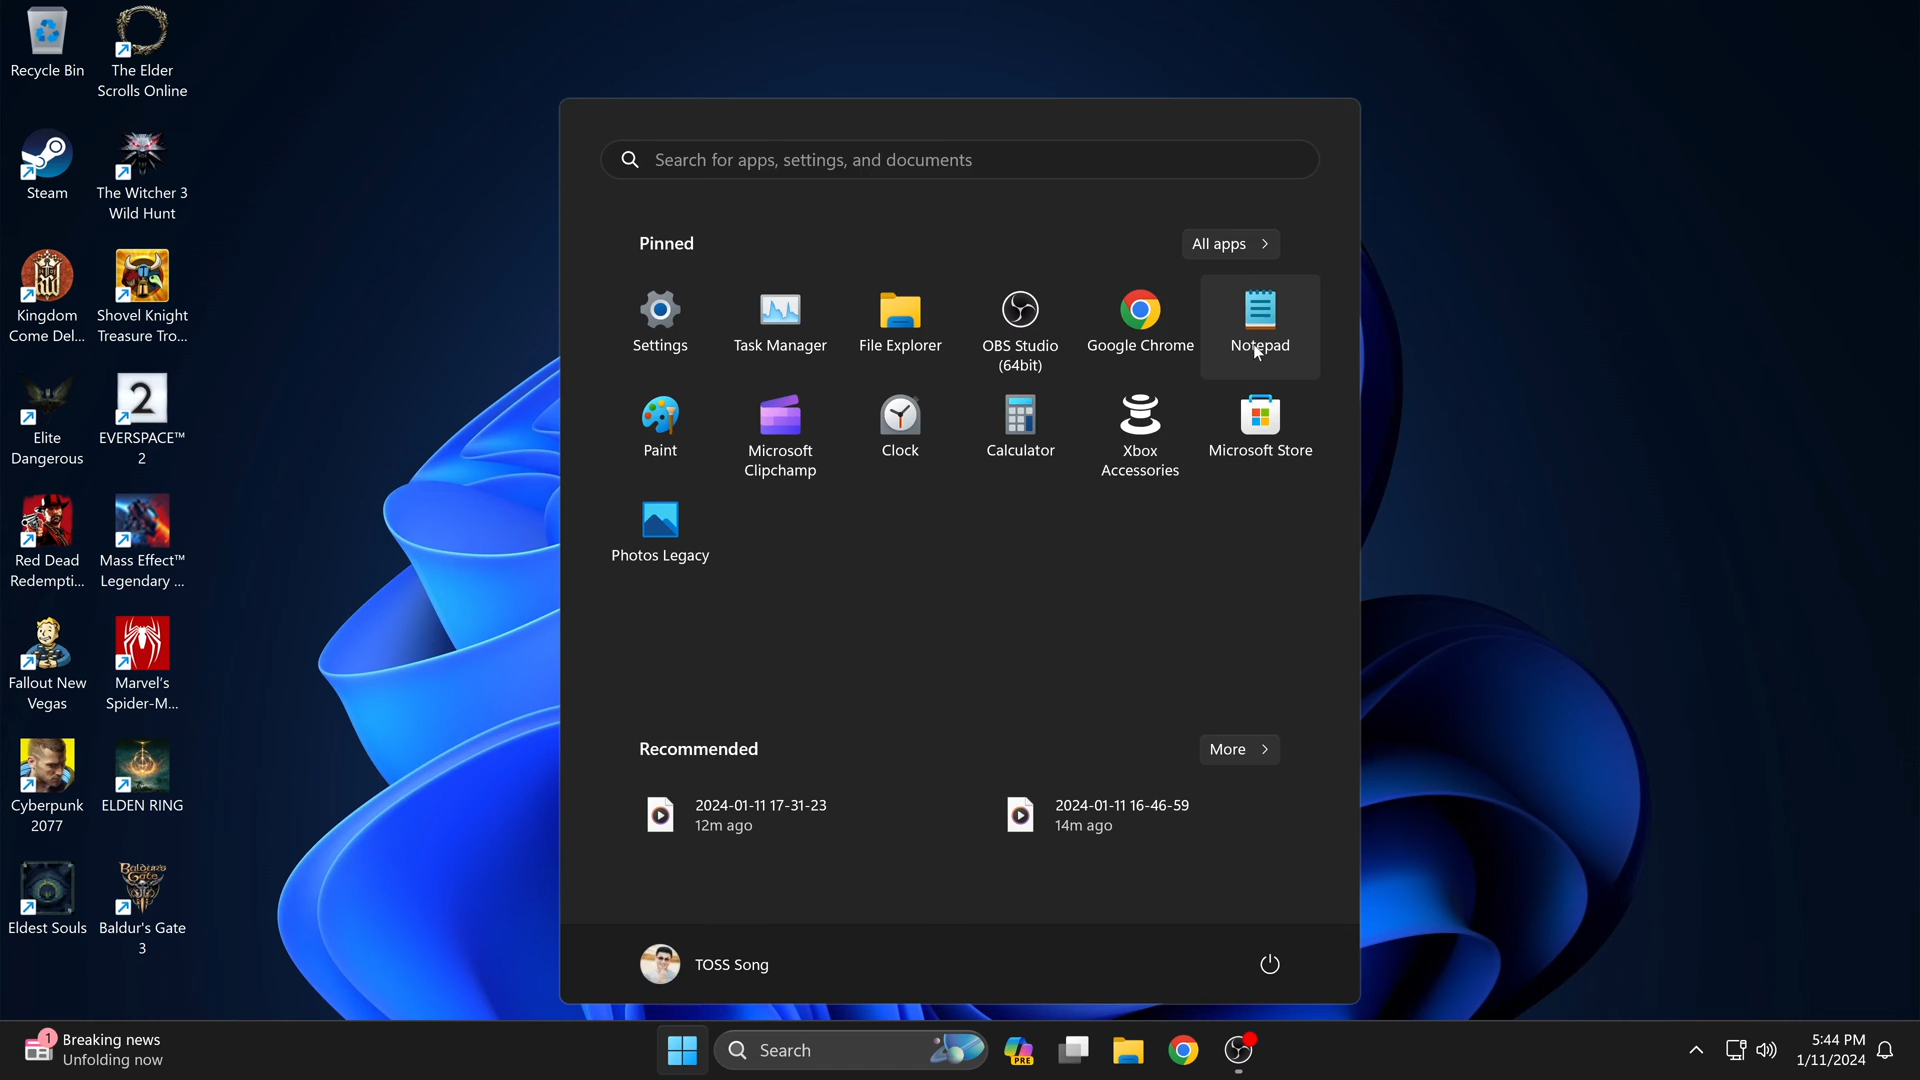 Recycle Bin
The Elder
Scrolls Online
Steam
The Witcher 3
Wild Hunt
Kingdom
Come Del...
Shovel Knight
Treasure Tro...
Elite
Dangerous
2
EVERSPACE™
2
Red Dead
Redempti...
Mass Effect™
Legendary ...
Fallout New
Vegas
Marvel's
Spider-M...
Cyberpunk
2077
ELDEN RING
Eldest Souls
Baldur's Gate
Baldur's Gate
3
Search for apps, settings, and documents
Pinned
All apps
Settings
Task Manager
File Explorer
OBS Studio
(64bit)
Google Chrome
Notepad
Paint
Microsoft
Clipchamp
Clock
Calculator
Xbox
Accessories
Microsoft Store
Photos Legacy
Recommended
More
2024-01-11 17-31-23
12m ago
2024-01-11 16-46-59
14m ago
TOSS Song
1
Breaking news
Unfolding now
Search
PRE
5:44 PM
1/11/2024